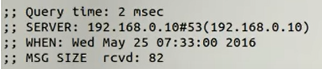 ;; Query time: 2 msec
;; SERVER: 192.168.0.10#53(192.168.0.10)
;; WHEN: Wed May 25 07:33:00 2016
;; MSG SIZE  rcvd: 82